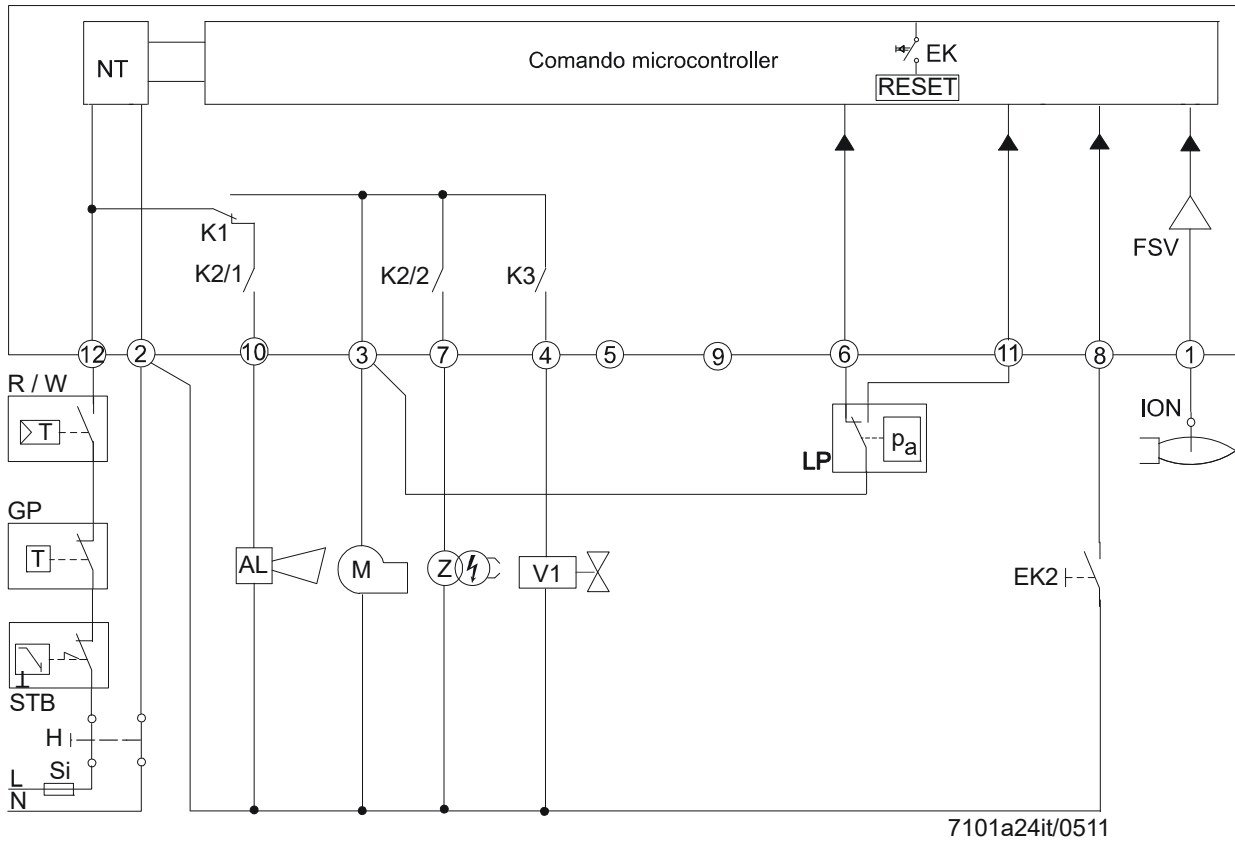 NT
Comando microcontroller
EK
RESET
K1
K2/1
K2/2
K3
FSV
12
2
10
3
7
4
5
9
6
11
8
1
R / W
T
LP
pa
ION
GP
T
AL
M
Z
V1
EK2
STB
H
L
Si
N
7101a24it/0511